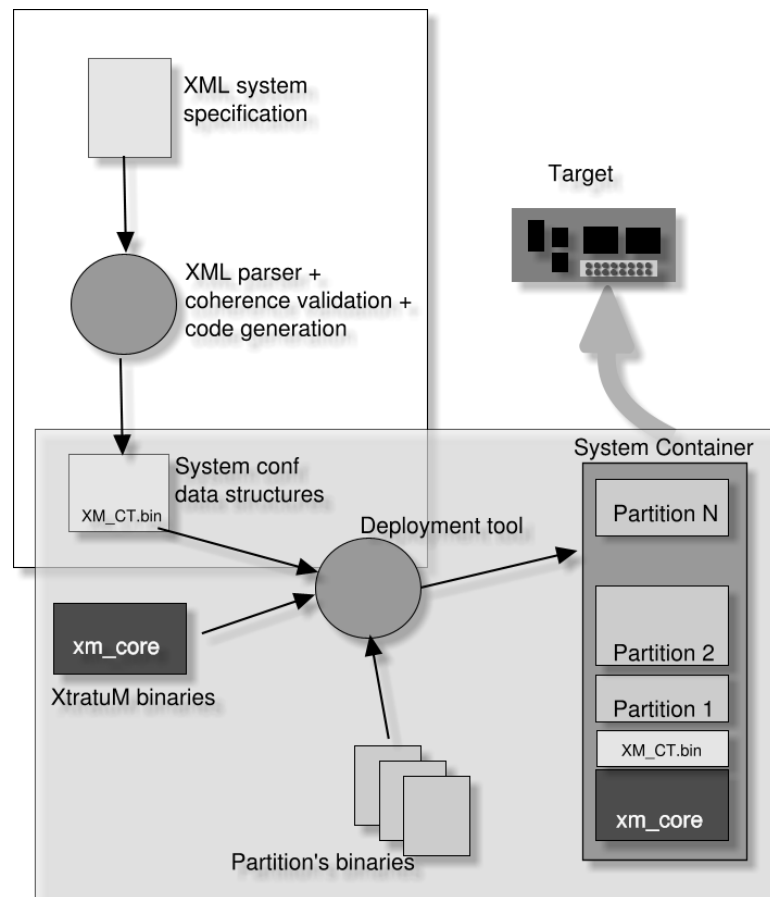 XML system
specification
Target
XML parser +
coherence validation +
code generation
System Container
System conf
data structures
XM_CT.bin
Partition N
Deployment tool
xm_core
XtratuM binaries
Partition 2
Partition 1
XM_CT.bin
xm_core
Partition's binaries